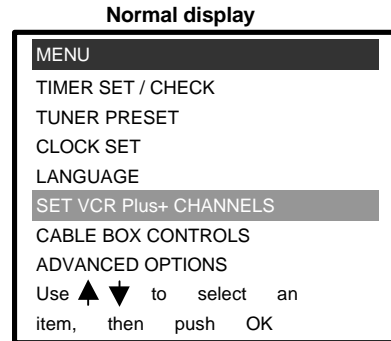 Normal display
MENU
TIMER SET / CHECK
TUNER PRESET
CLOCK SET
LANGUAGE
SET VCR Plus+ CHANNELS
CABLE BOX CONTROLS
ADVANCED OPTIONS
Use ▲ ▼ to select an
item, then push OK